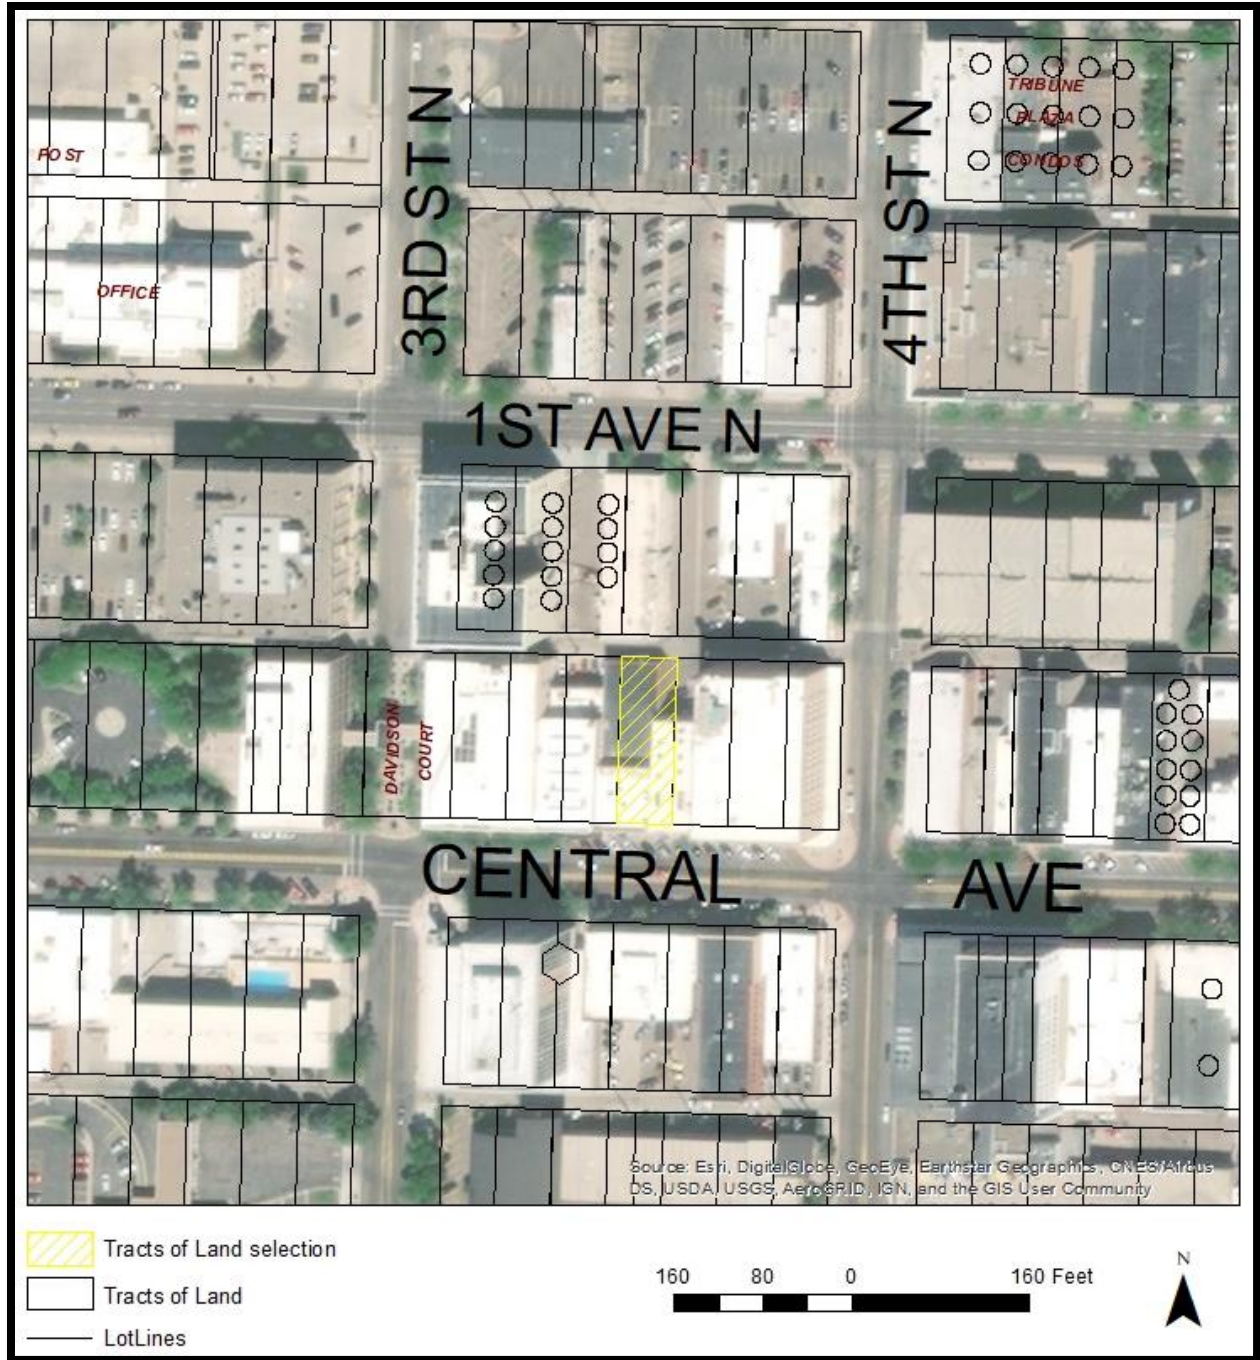 3RD ST N
4TH ST N
TRIBUNE
PLAZA
CONDOS
POST
OFFICE
1ST AVE N
DAVIDSON
COURT
CENTRAL AVE
Source: Esri, DigitalGlobe, GeoEye, Earthstar Geographics, CNES/Airbus
DS, USDA, USGS, AeroGRID, IGN, and the GIS User Community
Tracts of Land selection
Tracts of Land
LotLines
160 80 0 160 Feet
N